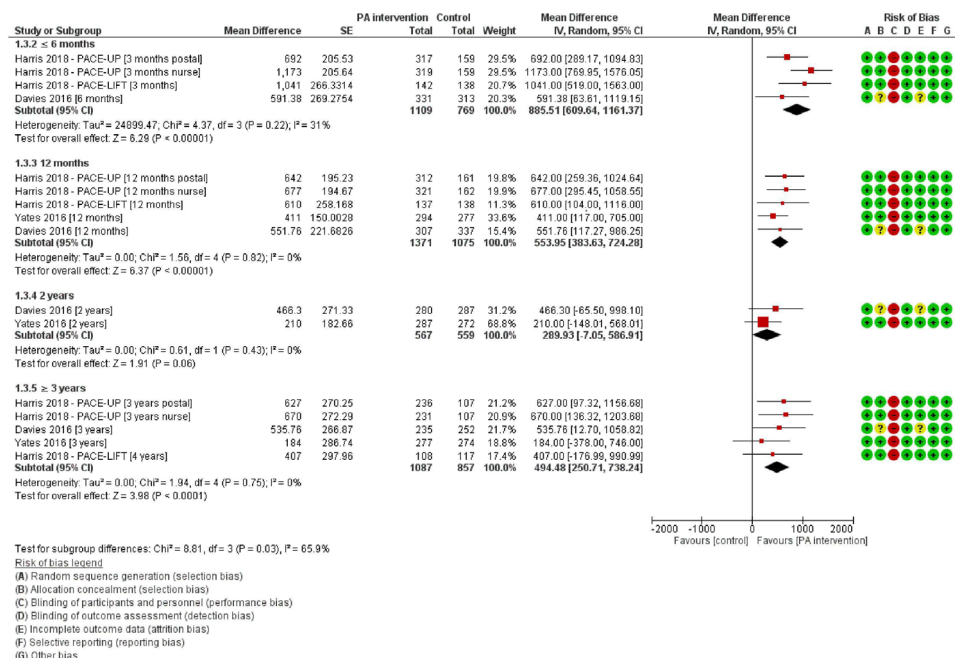 PA intervention Control Mean Difference Mean Difference Risk of Bias
Study or Subgroup Mean Difference SE Total Total Weight IV, Random, 95% CI IV, Random, 95% CI A B C D E F G
1.3.2 ≤ 6 months
Harris 2018 - PACE-UP [3 months postal] 692 205.53 317 159 29.5% 692.00 [289.17, 1094.83] + + − + + + +
Harris 2018 - PACE-UP [3 months nurse] 1,173 205.64 319 159 29.5% 1173.00 [769.95, 1576.05] + + − + + + +
Harris 2018 - PACE-LIFT [3 months] 1,041 266.3314 142 138 20.7% 1041.00 [519.00, 1563.00] + + − + + + +
Davies 2016 [6 months] 591.38 269.2754 331 313 20.3% 591.38 [63.61, 1119.15] + ? − + ? + +
Subtotal (95% CI) 1109 769 100.0% 885.51 [609.64, 1161.37]
Heterogeneity: Tau² = 24899.47; Chi² = 4.37, df = 3 (P = 0.22); I² = 31%
Test for overall effect: Z = 6.29 (P < 0.00001)
1.3.3 12 months
Harris 2018 - PACE-UP [12 months postal] 642 195.23 312 161 19.8% 642.00 [259.36, 1024.64] + + − + + + +
Harris 2018 - PACE-UP [12 months nurse] 677 194.67 321 162 19.9% 677.00 [295.45, 1058.55] + + − + + + +
Harris 2018 - PACE-LIFT [12 months] 610 258.168 137 138 11.3% 610.00 [104.00, 1116.00] + + − + + + +
Yates 2016 [12 months] 411 150.0028 294 277 33.6% 411.00 [117.00, 705.00] + + − + + + +
Davies 2016 [12 months] 551.76 221.6826 307 337 15.4% 551.76 [117.27, 986.25] + ? − + ? + +
Subtotal (95% CI) 1371 1075 100.0% 553.95 [383.63, 724.28]
Heterogeneity: Tau² = 0.00; Chi² = 1.56, df = 4 (P = 0.82); I² = 0%
Test for overall effect: Z = 6.37 (P < 0.00001)
1.3.4 2 years
Davies 2016 [2 years] 466.3 271.33 280 287 31.2% 466.30 [-65.50, 998.10] + ? − + ? + +
Yates 2016 [2 years] 210 182.66 287 272 68.8% 210.00 [-148.01, 568.01] + + − + + + +
Subtotal (95% CI) 567 559 100.0% 289.93 [-7.05, 586.91]
Heterogeneity: Tau² = 0.00; Chi² = 0.61, df = 1 (P = 0.43); I² = 0%
Test for overall effect: Z = 1.91 (P = 0.06)
1.3.5 ≥ 3 years
Harris 2018 - PACE-UP [3 years postal] 627 270.25 236 107 21.2% 627.00 [97.32, 1156.68] + + − + + + +
Harris 2018 - PACE-UP [3 years nurse] 670 272.29 231 107 20.9% 670.00 [136.32, 1203.68] + + − + + + +
Davies 2016 [3 years] 535.76 266.87 235 252 21.7% 535.76 [12.70, 1058.82] + ? − + ? + +
Yates 2016 [3 years] 184 286.74 277 274 18.8% 184.00 [-378.00, 746.00] + + − + + + +
Harris 2018 - PACE-LIFT [4 years] 407 297.96 108 117 17.4% 407.00 [-176.99, 990.99] + + − + + + +
Subtotal (95% CI) 1087 857 100.0% 494.48 [250.71, 738.24]
Heterogeneity: Tau² = 0.00; Chi² = 1.94, df = 4 (P = 0.75); I² = 0%
Test for overall effect: Z = 3.98 (P < 0.0001)
-2000 -1000 0 1000 2000
Favours [control] Favours [PA intervention]
Test for subgroup differences: Chi² = 8.81, df = 3 (P = 0.03), I² = 65.9%
Risk of bias legend
(A) Random sequence generation (selection bias)
(B) Allocation concealment (selection bias)
(C) Blinding of participants and personnel (performance bias)
(D) Blinding of outcome assessment (detection bias)
(E) Incomplete outcome data (attrition bias)
(F) Selective reporting (reporting bias)
(G) Other bias